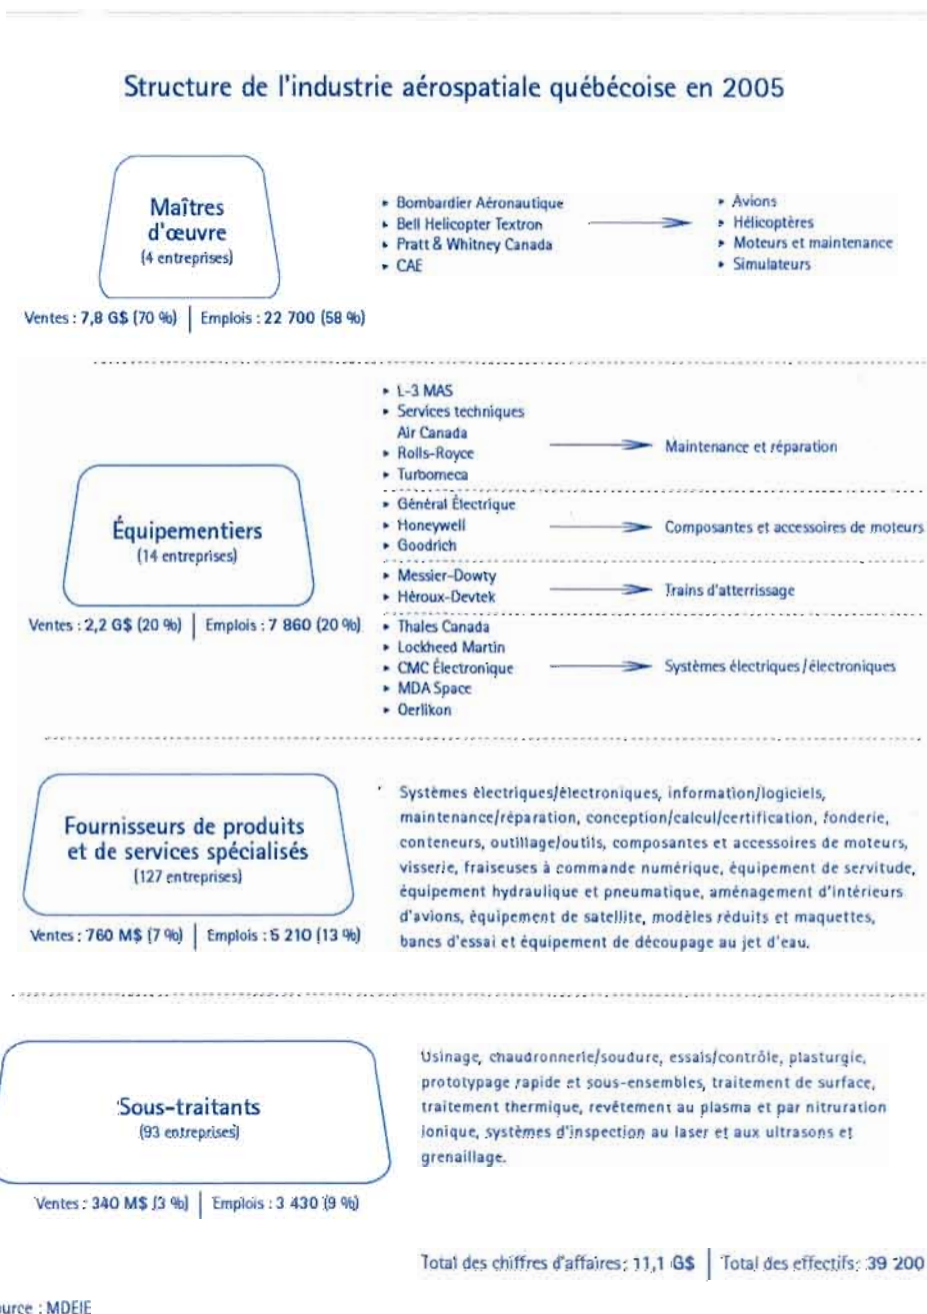 Structure de l'industrie aérospatiale québécoise en 2005
Maîtres
d'œuvre
(4 entreprises)
▸ Bombardier Aéronautique
▸ Bell Helicopter Textron
▸ Pratt & Whitney Canada
▸ CAE
▸ Avions
▸ Hélicoptères
▸ Moteurs et maintenance
▸ Simulateurs
Ventes : 7,8 G$ (70 %) | Emplois : 22 700 (58 %)
Équipementiers
(14 entreprises)
Ventes : 2,2 G$ (20 %) | Emplois : 7 860 (20 %)
▸ L-3 MAS
▸ Services techniques
Air Canada
▸ Rolls-Royce
▸ Turbomeca
Maintenance et réparation
▸ Général Électrique
▸ Honeywell
▸ Goodrich
Composantes et accessoires de moteurs
▸ Messier-Dowty
▸ Héroux-Devtek
Trains d'atterrissage
▸ Thales Canada
▸ Lockheed Martin
▸ CMC Électronique
▸ MDA Space
▸ Oerlikon
Systèmes électriques/électroniques
Fournisseurs de produits
et de services spécialisés
(127 entreprises)
Ventes : 760 M$ (7 %) | Emplois : 5 210 (13 %)
Systèmes électriques/électroniques, information/logiciels,
maintenance/réparation, conception/calcul/certification, fonderie,
conteneurs, outillage/outils, composantes et accessoires de moteurs,
visserie, fraiseuses à commande numérique, équipement de servitude,
équipement hydraulique et pneumatique, aménagement d'intérieurs
d'avions, équipement de satellite, modèles réduits et maquettes,
bancs d'essai et équipement de découpage au jet d'eau.
Sous-traitants
(93 entreprises)
Ventes : 340 M$ (3 %) | Emplois : 3 430 (9 %)
Usinage, chaudronnerie/soudure, essais/contrôle, plasturgie,
prototypage rapide et sous-ensembles, traitement de surface,
traitement thermique, revêtement au plasma et par nitruration
ionique, systèmes d'inspection au laser et aux ultrasons et
grenaillage.
Total des chiffres d'affaires : 11,1 G$ | Total des effectifs : 39 200
ource : MDEIE